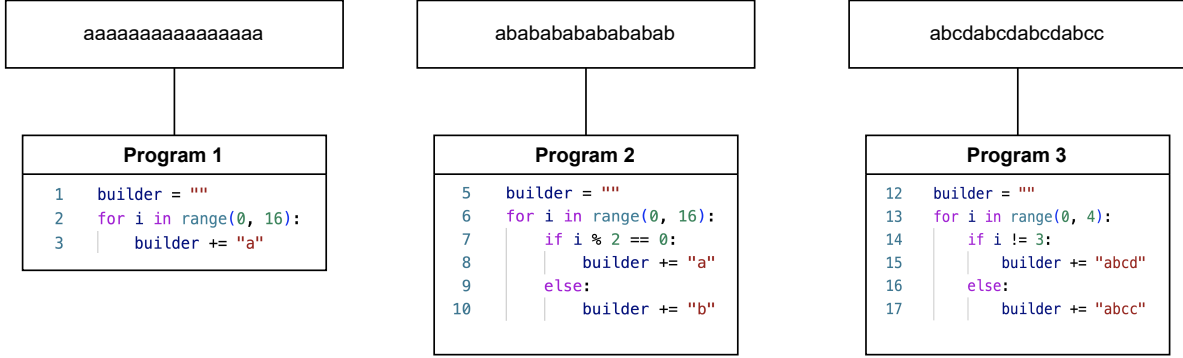 aaaaaaaaaaaaaaaa
Program 1
1 builder = ""
2 for i in range(0, 16):
3 builder += "a"
abababababababab
Program 2
5 builder = ""
6 for i in range(0, 16):
7 if i % 2 == 0:
8 builder += "a"
9 else:
10 builder += "b"
abcdabcdabcdabcc
Program 3
12 builder = ""
13 for i in range(0, 4):
14 if i != 3:
15 builder += "abcd"
16 else:
17 builder += "abcc"